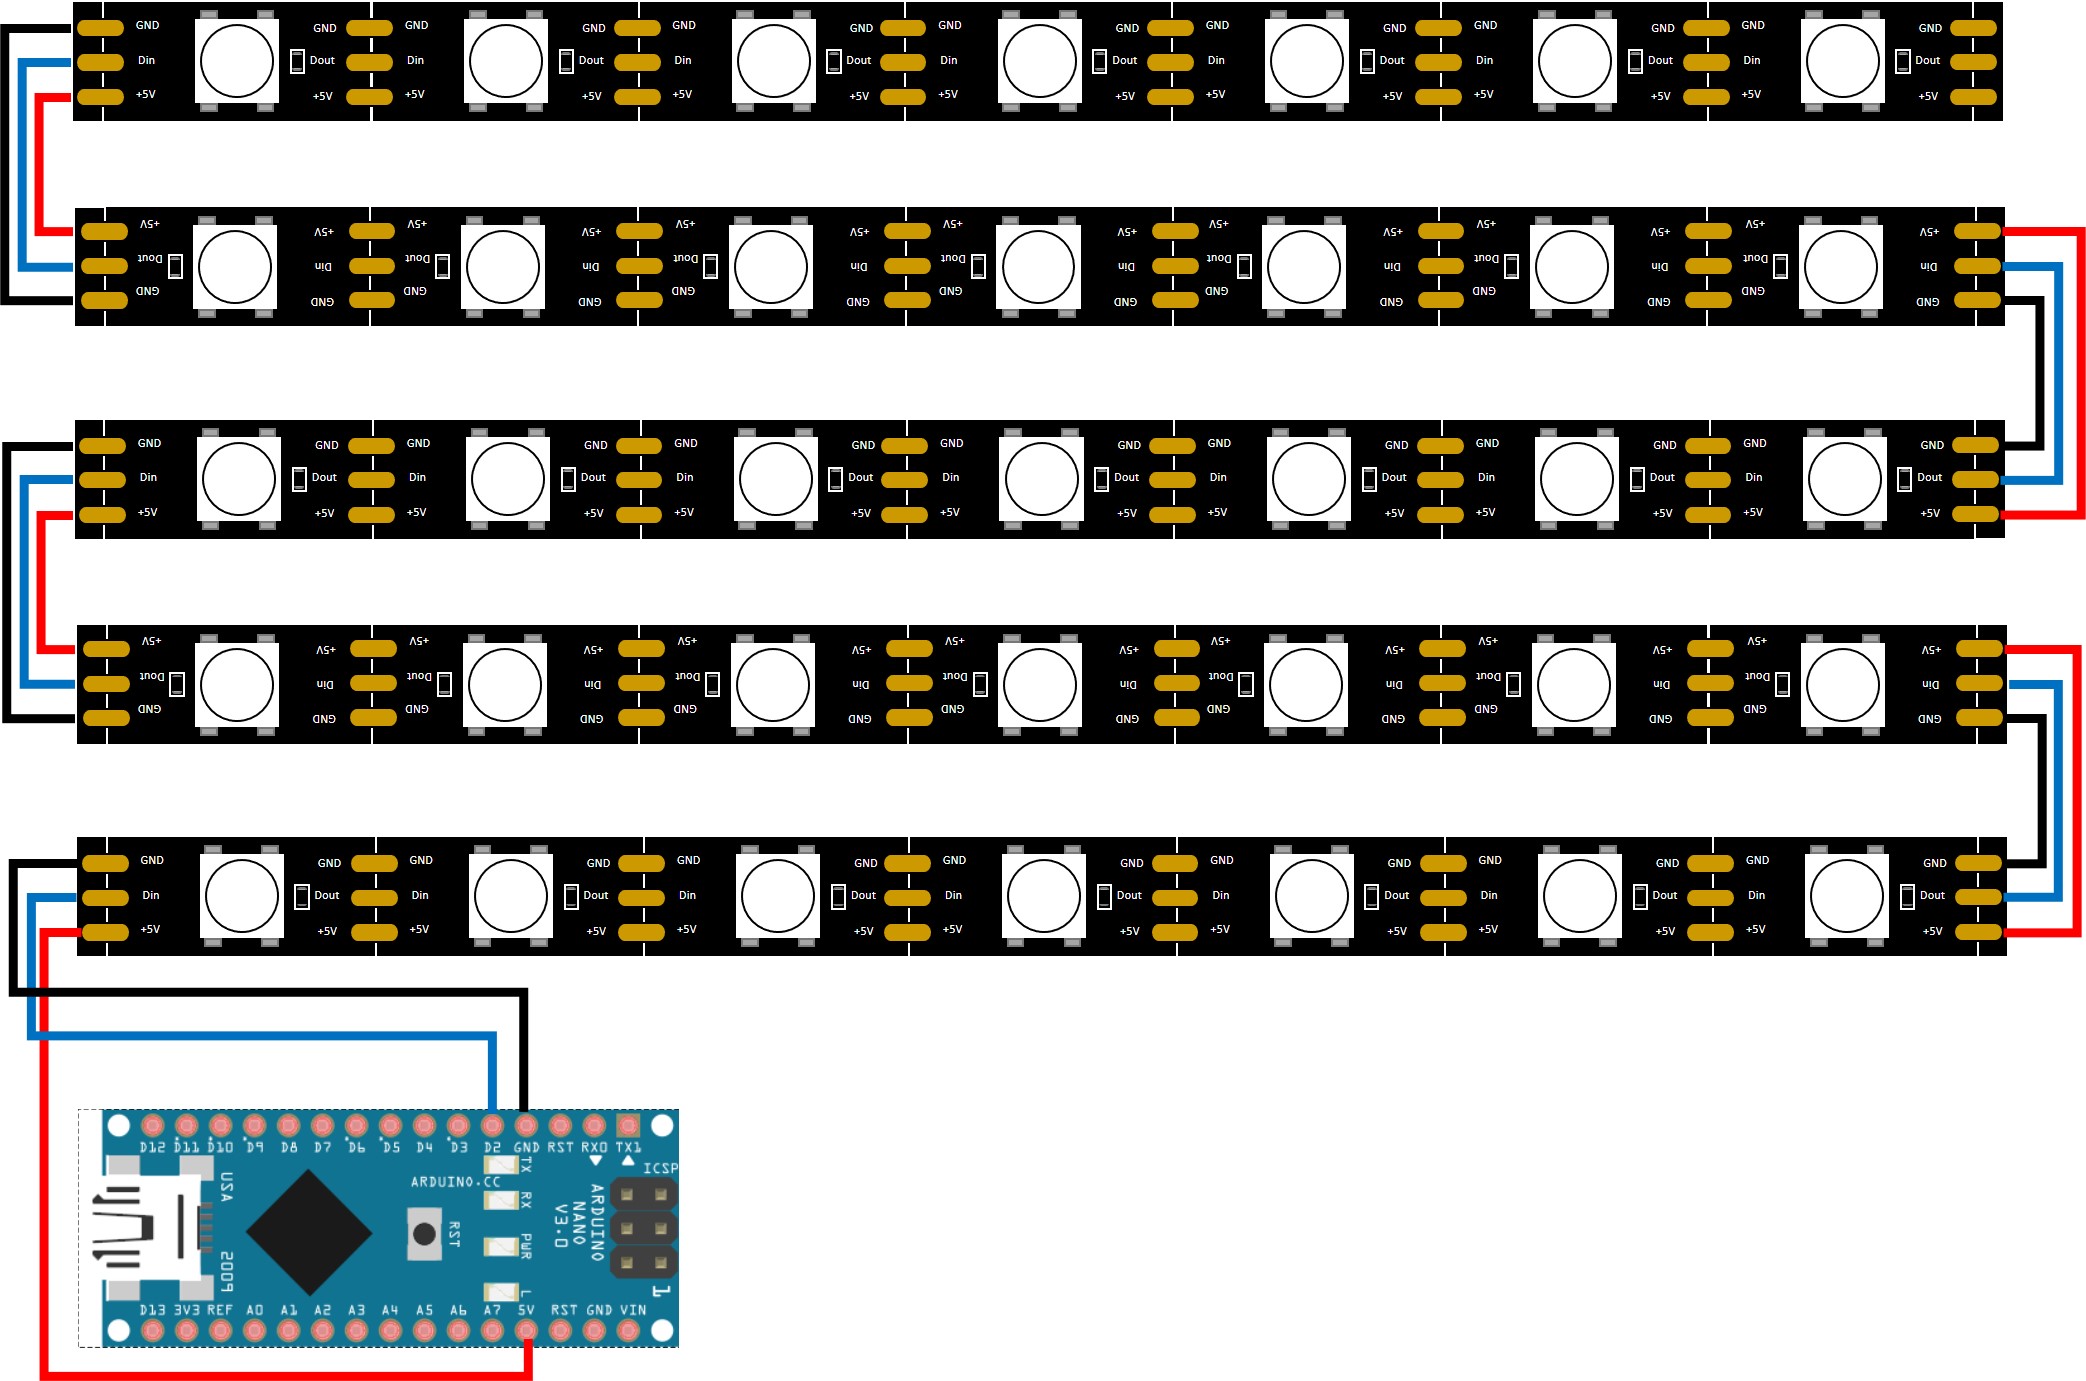 GND GND GND GND GND GND GND GND GND GND GND GND GND GND
Din Dout Din Dout Din Dout Din Dout Din Dout Din Dout Din Dout
+5V +5V +5V +5V +5V +5V +5V +5V +5V +5V +5V +5V +5V +5V
+5V +5V +5V +5V +5V +5V +5V +5V +5V +5V +5V +5V +5V +5V
Dout Din Dout Din Dout Din Dout Din Dout Din Dout Din Dout Din
GND GND GND GND GND GND GND GND GND GND GND GND GND GND
GND GND GND GND GND GND GND GND GND GND GND GND GND GND
Din Dout Din Dout Din Dout Din Dout Din Dout Din Dout Din Dout
+5V +5V +5V +5V +5V +5V +5V +5V +5V +5V +5V +5V +5V +5V
+5V +5V +5V +5V +5V +5V +5V +5V +5V +5V +5V +5V +5V +5V
Dout Din Dout Din Dout Din Dout Din Dout Din Dout Din Dout Din
GND GND GND GND GND GND GND GND GND GND GND GND GND GND
GND GND GND GND GND GND GND GND GND GND GND GND GND GND
Din Dout Din Dout Din Dout Din Dout Din Dout Din Dout Din Dout
+5V +5V +5V +5V +5V +5V +5V +5V +5V +5V +5V +5V +5V +5V
D12 D11 D10 D9 D8 D7 D6 D5 D4 D3 D2 GND RST RX0 TX1
ICSP
ARDUINO.CC
TX
RX
PWR
L
RST
ARDUINO
NANO
V3.0
USA
2009
1
D13 3V3 REF A0 A1 A2 A3 A4 A5 A6 A7 5V RST GND VIN